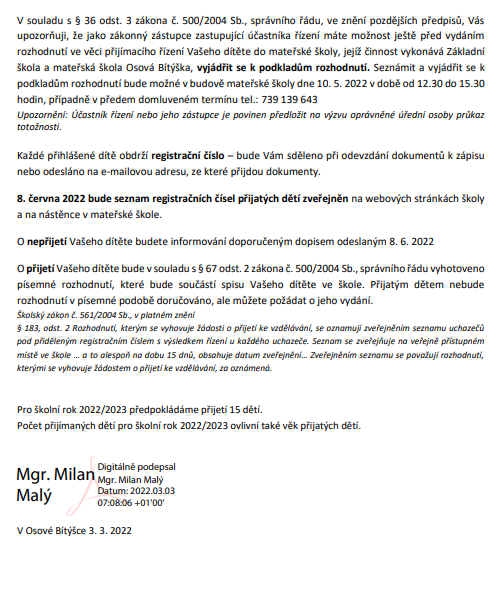 V souladu s § 36 odst. 3 zákona č. 500/2004 Sb., správního řádu, ve znění pozdějších předpisů, Vás
upozorňuji, že jako zákonný zástupce zastupující účastníka řízení máte možnost ještě před vydáním
rozhodnutí ve věci přijímacího řízení Vašeho dítěte do mateřské školy, jejíž činnost vykonává Základní
škola a mateřská škola Osová Bítýška, vyjádřit se k podkladům rozhodnutí. Seznámit a vyjádřit se k
podkladům rozhodnutí bude možné v budově mateřské školy dne 10. 5. 2022 v době od 12.30 do 15.30
hodin, případně v předem domluveném termínu tel.: 739 139 643
Upozornění: Účastník řízení nebo jeho zástupce je povinen předložit na výzvu oprávněné úřední osoby průkaz
totožnosti.
Každé přihlášené dítě obdrží registrační číslo – bude Vám sděleno při odevzdání dokumentů k zápisu
nebo odesláno na e-mailovou adresu, ze které přijdou dokumenty.
8. června 2022 bude seznam registračních čísel přijatých dětí zveřejněn na webových stránkách školy
a na nástěnce v mateřské škole.
O nepřijetí Vašeho dítěte budete informování doporučeným dopisem odeslaným 8. 6. 2022
O přijetí Vašeho dítěte bude v souladu s § 67 odst. 2 zákona č. 500/2004 Sb., správního řádu vyhotoveno
písemné rozhodnutí, které bude součástí spisu Vašeho dítěte ve škole. Přijatým dětem nebude
rozhodnutí v písemné podobě doručováno, ale můžete požádat o jeho vydání.
Školský zákon č. 561/2004 Sb., v platném znění
§ 183, odst. 2 Rozhodnutí, kterým se vyhovuje žádosti o přijetí ke vzdělávání, se oznamují zveřejněním seznamu uchazečů
pod přiděleným registračním číslem s výsledkem řízení u každého uchazeče. Seznam se zveřejňuje na veřejně přístupném
místě ve škole ... a to alespoň na dobu 15 dnů, obsahuje datum zveřejnění... Zveřejněním seznamu se považují rozhodnutí,
kterými se vyhovuje žádostem o přijetí ke vzdělávání, za oznámená.
Pro školní rok 2022/2023 předpokládáme přijetí 15 dětí.
Počet přijímaných dětí pro školní rok 2022/2023 ovlivní také věk přijatých dětí.
Mgr. Milan
Malý
Digitálně podepsal
Mgr. Milan Malý
Datum: 2022.03.03
07:08:06 +01'00'
V Osové Bítýšce 3. 3. 2022